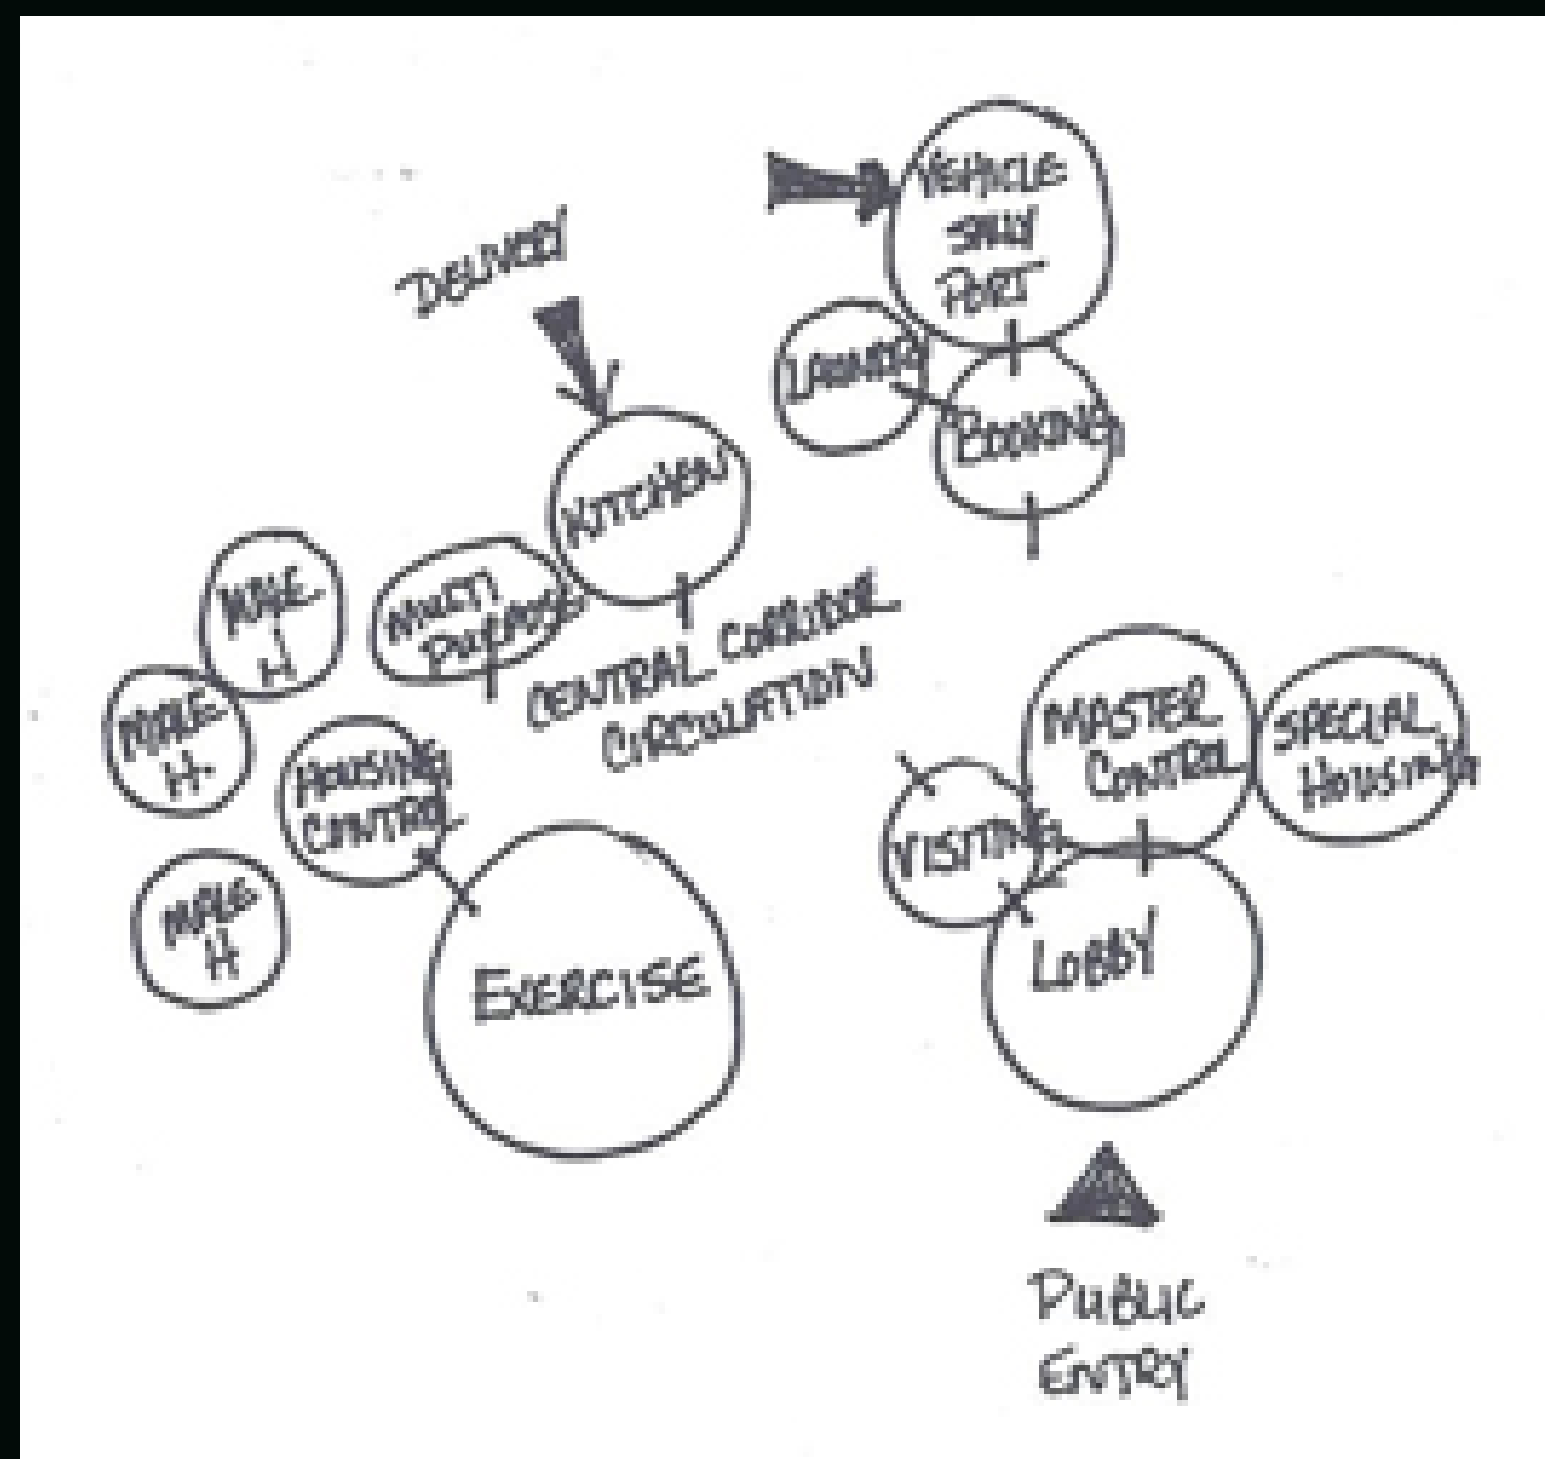 VEHICLE
SALLY
PORT
DELIVERY
LAUNDRY
BOOKING
KITCHEN
MALE
H
MULTI
PURPOSE
CENTRAL CORRIDOR
CIRCULATION
MALE
H.
HOUSING
CONTROL
MASTER
CONTROL
SPECIAL
HOUSING
VISITING
MALE
H
EXERCISE
LOBBY
PUBLIC
ENTRY